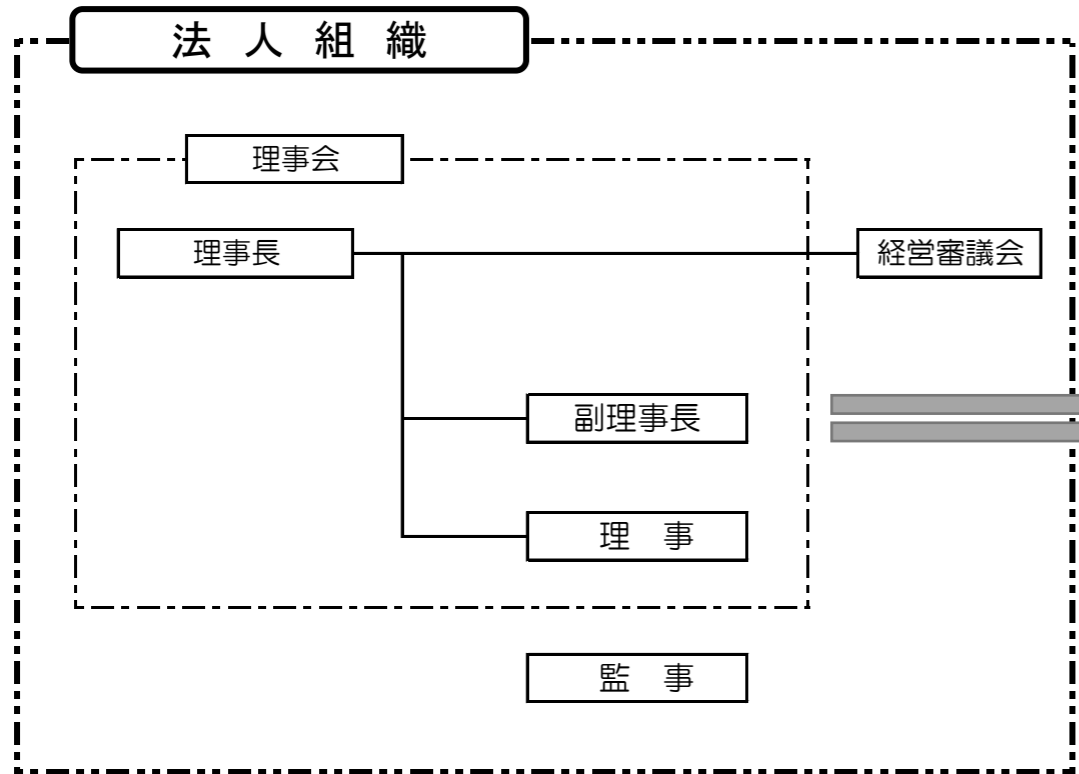 法 人 組 織
理事会
理事長
経営審議会
副理事長
理　事
監　事